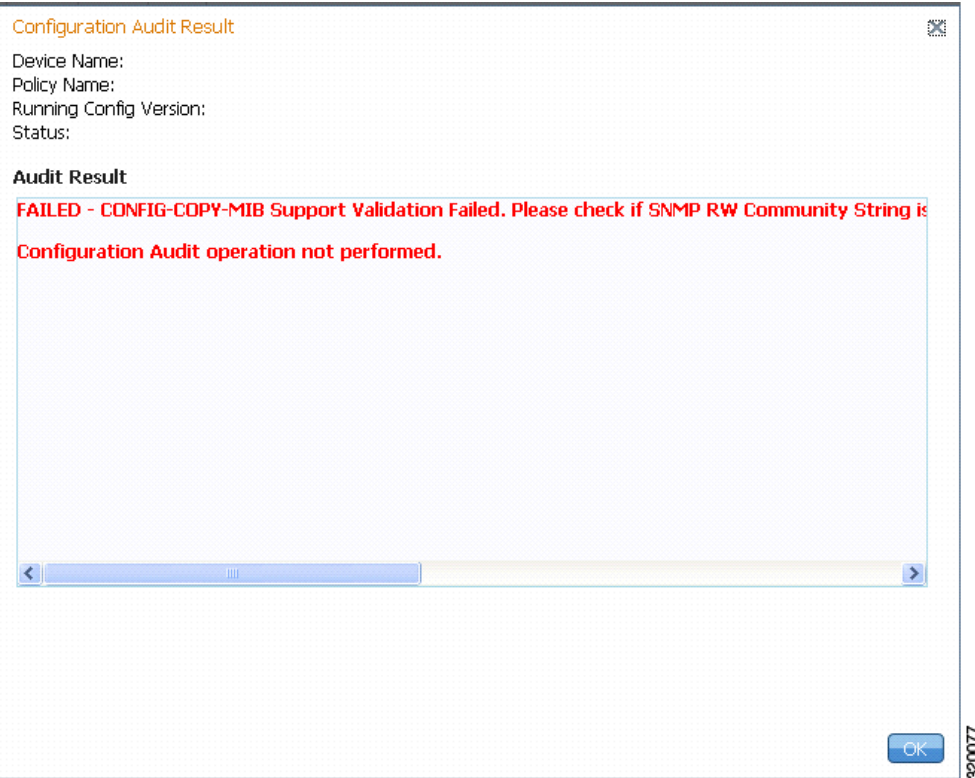 Configuration Audit Result
Device Name:
Policy Name:
Running Config Version:
Status:
Audit Result
FAILED - CONFIG-COPY-MIB Support Validation Failed. Please check if SNMP RW Community String is
Configuration Audit operation not performed.
OK